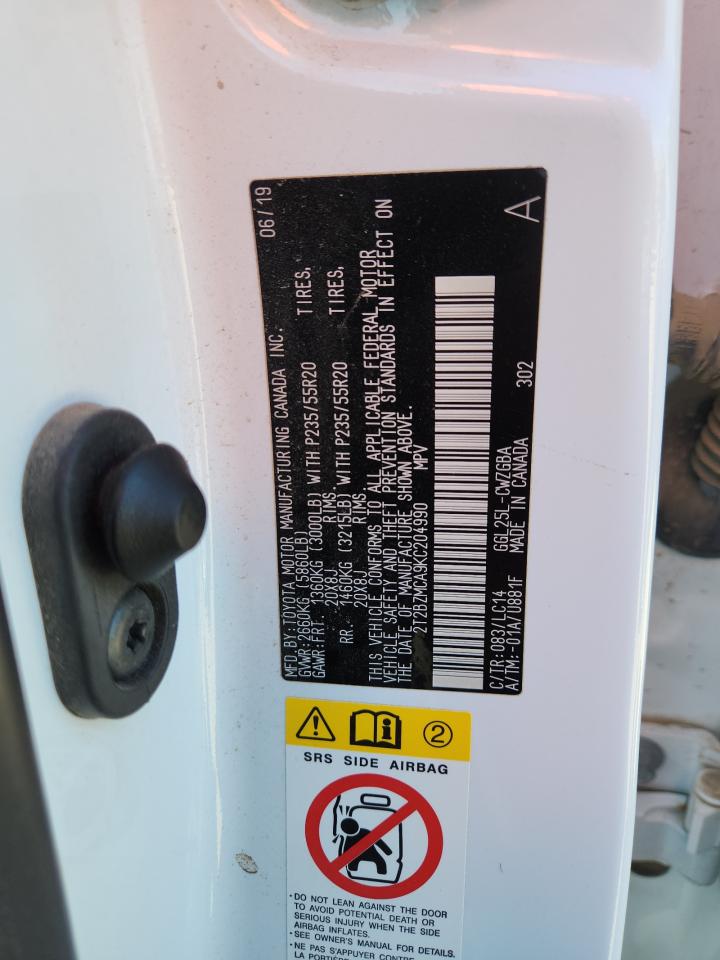 MFD. BY: TOYOTA MOTOR MANUFACTURING CANADA INC. 06/19
GVWR: 2660KG (5860LB)
GAWR: FRT. 1360KG (3000LB) WITH P235/55R20 TIRES,
20X8J RIMS,
RR. 1460KG (3215LB) WITH P235/55R20 TIRES,
20X8J RIMS
THIS VEHICLE CONFORMS TO ALL APPLICABLE FEDERAL MOTOR
VEHICLE SAFETY AND THEFT PREVENTION STANDARDS IN EFFECT ON
THE DATE OF MANUFACTURE SHOWN ABOVE.
2T2BZMCA9KC204990 MPV
C/TR: 083/LC14 GGL25L-CWZGBA 302 A
A/TM: -01A/U881F MADE IN CANADA
2
SRS SIDE AIRBAG
• DO NOT LEAN AGAINST THE DOOR
TO AVOID POTENTIAL DEATH OR
SERIOUS INJURY WHEN THE SIDE
AIRBAG INFLATES.
• SEE OWNER'S MANUAL FOR DETAILS.
• NE PAS S'APPUYER CONTRE
LA PORTIÈRE